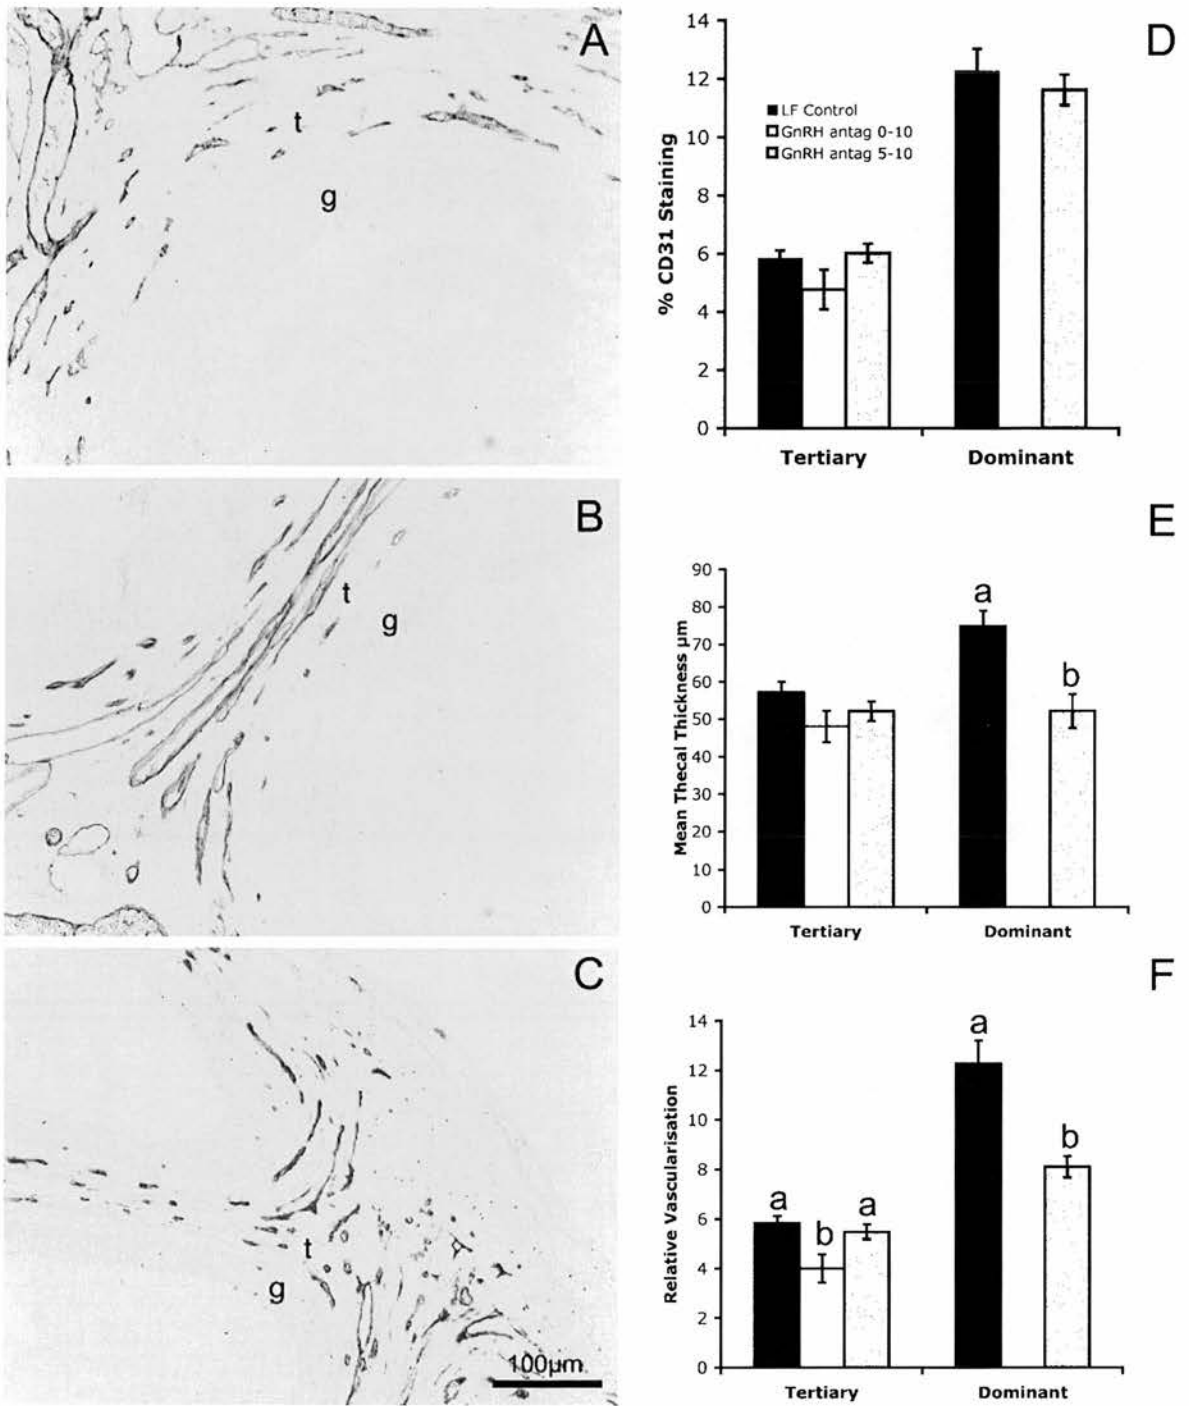 A
t
g
B
t
g
C
t
g
100µm
D
14
12
10
8
6
4
2
0
% CD31 Staining
LF Control
GnRH antag 0-10
GnRH antag 5-10
Tertiary Dominant
E
90
80
70
60
50
40
30
20
10
0
Mean Thecal Thickness µm
a
b
Tertiary Dominant
F
14
12
10
8
6
4
2
0
Relative Vascularisation
a
b
a
a
b
Tertiary Dominant